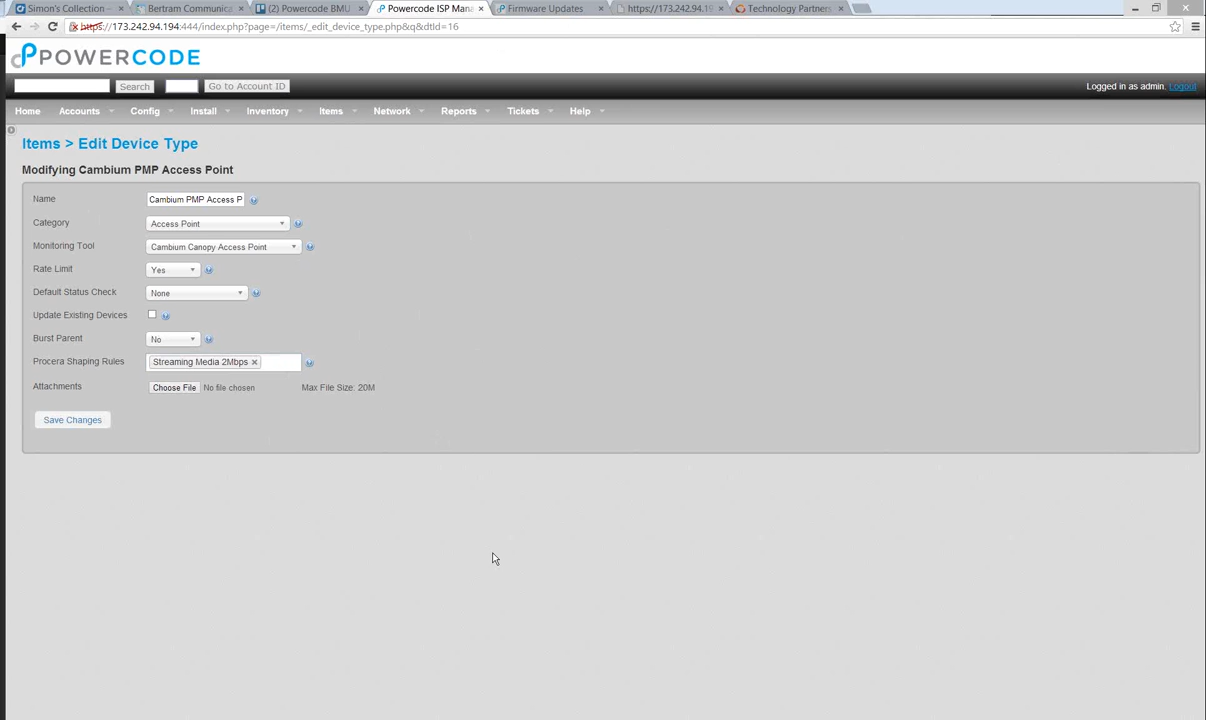 Simon's Collection –
Bertram Communica
(2) Powercode BMU
Powercode ISP Mana
Firmware Updates
https://173.242.94.19
Technology Partners
https://173.242.94.194:444/index.php?page=/items/_edit_device_type.php&q&dtId=16
POWERCODE
Search
Go to Account ID
Logged in as admin. Logout
Home
Accounts
Config
Install
Inventory
Items
Network
Reports
Tickets
Help
Items > Edit Device Type
Modifying Cambium PMP Access Point
Name
Cambium PMP Access P
Category
Access Point
Monitoring Tool
Cambium Canopy Access Point
Rate Limit
Yes
Default Status Check
None
Update Existing Devices
Burst Parent
No
Procera Shaping Rules
Streaming Media 2Mbps
Attachments
Choose File No file chosen
Max File Size: 20M
Save Changes